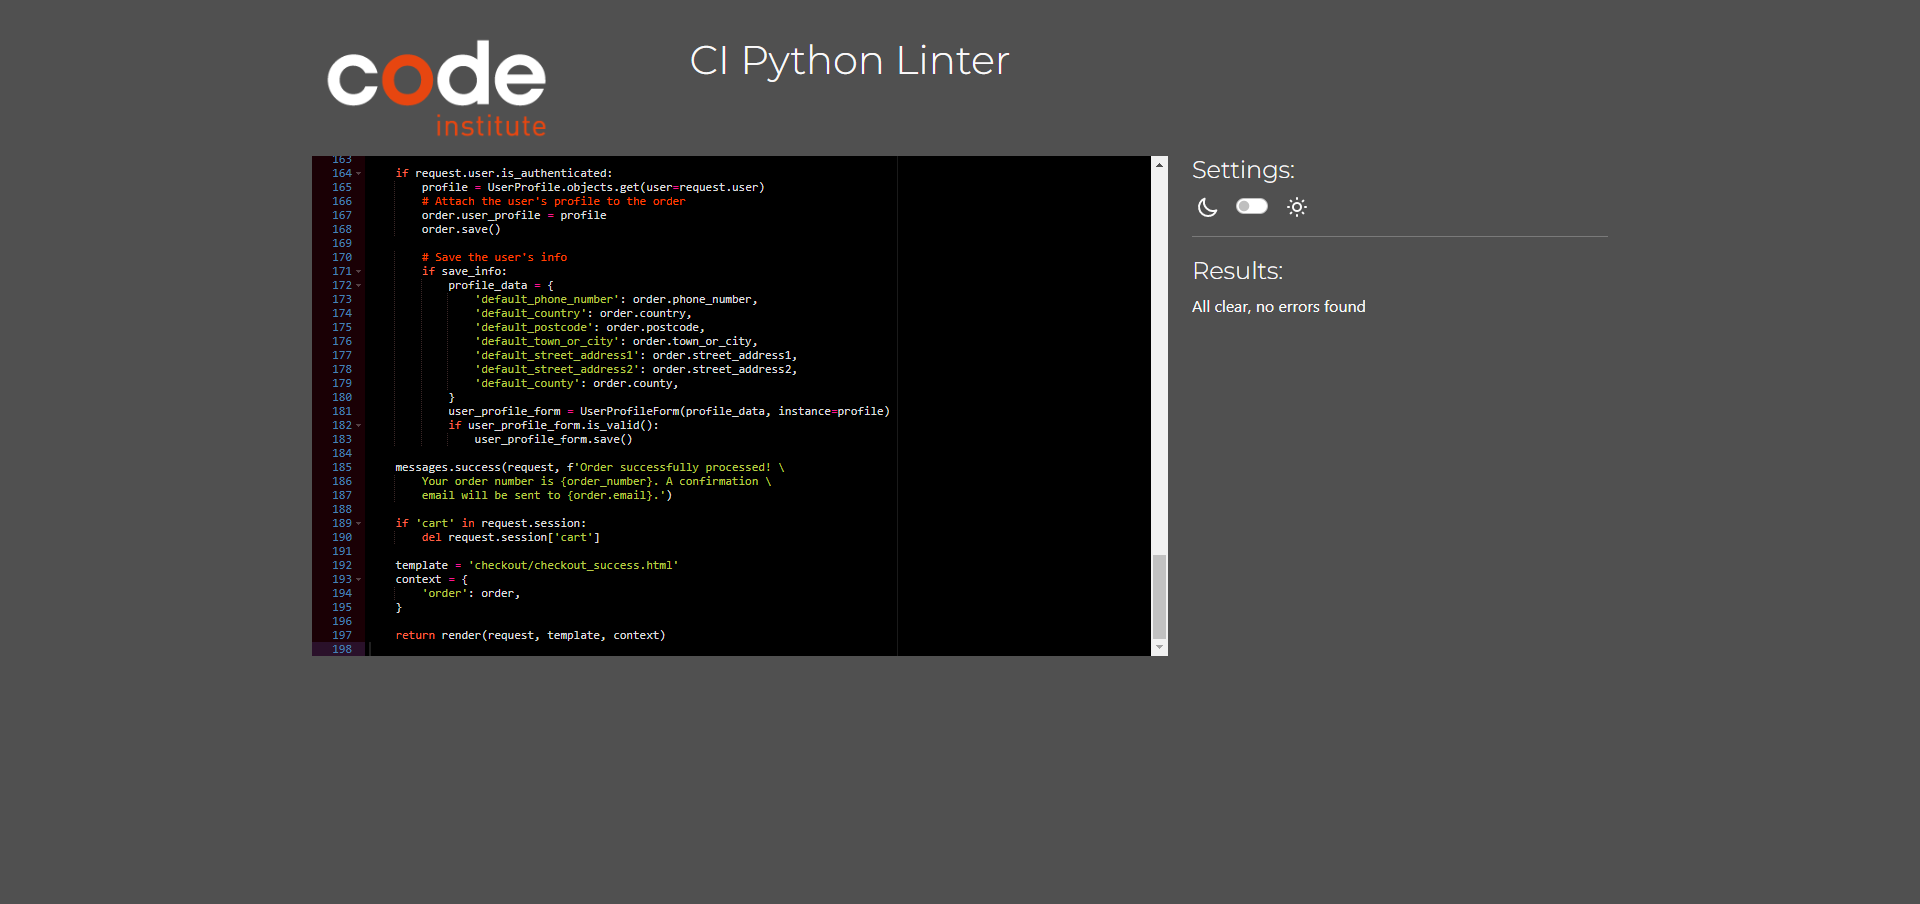 code
institute
CI Python Linter
163
164 if request.user.is_authenticated:
165 profile = UserProfile.objects.get(user=request.user)
166 # Attach the user's profile to the order
167 order.user_profile = profile
168 order.save()
169
170 # Save the user's info
171 if save_info:
172 profile_data = {
173 'default_phone_number': order.phone_number,
174 'default_country': order.country,
175 'default_postcode': order.postcode,
176 'default_town_or_city': order.town_or_city,
177 'default_street_address1': order.street_address1,
178 'default_street_address2': order.street_address2,
179 'default_county': order.county,
180 }
181 user_profile_form = UserProfileForm(profile_data, instance=profile)
182 if user_profile_form.is_valid():
183 user_profile_form.save()
184
185 messages.success(request, f'Order successfully processed! \
186 Your order number is {order_number}. A confirmation \
187 email will be sent to {order.email}.')
188
189 if 'cart' in request.session:
190 del request.session['cart']
191
192 template = 'checkout/checkout_success.html'
193 context = {
194 'order': order,
195 }
196
197 return render(request, template, context)
198
Settings:
Results:
All clear, no errors found